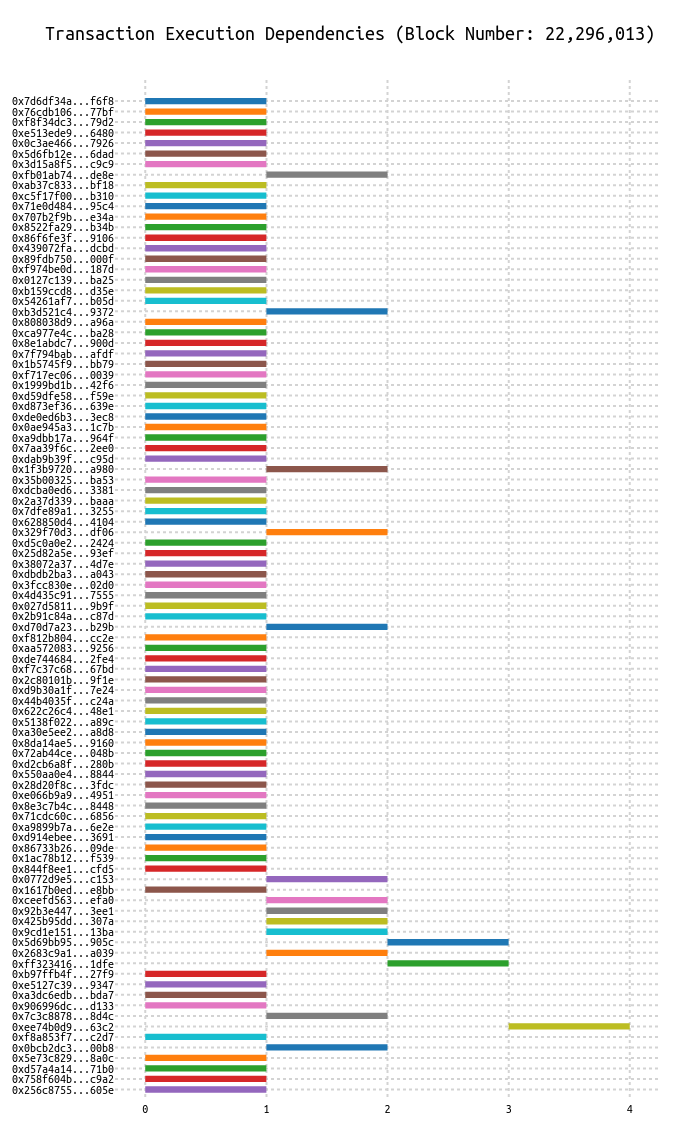 Transaction Execution Dependencies (Block Number: 22,296,013)
0x7d6df34a...f6f8
0x76cdb106...77bf
0xf8f34dc3...79d2
0xe513ede9...6480
0x0c3ae466...7926
0x5d6fb12e...6dad
0x3d15a8f5...c9c9
0xfb01ab74...de8e
0xab37c833...bf18
0xc5f17f00...b310
0x71e0d484...95c4
0x707b2f9b...e34a
0x8522fa29...b34b
0x86f6fe3f...9106
0x439072fa...dcbd
0x89fdb750...000f
0xf974be0d...187d
0x0127c139...ba25
0xb159ccd8...d35e
0x54261af7...b05d
0xb3d521c4...9372
0x808038d9...a96a
0xca977e4c...ba28
0x8e1abdc7...900d
0x7f794bab...afdf
0x1b5745f9...bb79
0xf717ec06...0039
0x1999bd1b...42f6
0xd59dfe58...f59e
0xd873ef36...639e
0xde0ed6b3...3ec8
0x0ae945a3...1c7b
0xa9dbb17a...964f
0x7aa39f6c...2ee0
0xdab9b39f...c95d
0x1f3b9720...a980
0x35b00325...ba53
0xdcba0ed6...3381
0x2a37d339...baaa
0x7dfe89a1...3255
0x628850d4...4104
0x329f70d3...df06
0xd5c0a0e2...2424
0x25d82a5e...93ef
0x38072a37...4d7e
0xdbdb2ba3...a043
0x3fcc830e...02d0
0x4d435c91...7555
0x027d5811...9b9f
0x2b91c84a...c87d
0xd70d7a23...b29b
0xf812b804...cc2e
0xaa572083...9256
0xde744684...2fe4
0xf7c37c68...67bd
0x2c80101b...9f1e
0xd9b30a1f...7e24
0x44b4035f...c24a
0x622c26c4...48e1
0x5138f022...a89c
0xa30e5ee2...a8d8
0x8da14ae5...9160
0x72ab44ce...048b
0xd2cb6a8f...280b
0x550aa0e4...8844
0x28d20f8c...3fdc
0xe066b9a9...4951
0x8e3c7b4c...8448
0x71cdc60c...6856
0xa9899b7a...6e2e
0xd914ebee...3691
0x86733b26...09de
0x1ac78b12...f539
0x844f8ee1...cfd5
0x0772d9e5...c153
0x1617b0ed...e8bb
0xceefd563...efa0
0x92b3e447...3ee1
0x425b95dd...307a
0x9cd1e151...13ba
0x5d69bb95...905c
0x2683c9a1...a039
0xff323416...1dfe
0xb97ffb4f...27f9
0xe5127c39...9347
0xa3dc6edb...bda7
0x906996dc...d133
0x7c3c8878...8d4c
0xee74b0d9...63c2
0xf8a853f7...c2d7
0x0bcb2dc3...00b8
0x5e73c829...8a0c
0xd57a4a14...71b0
0x758f604b...c9a2
0x256c8755...605e
0 1 2 3 4